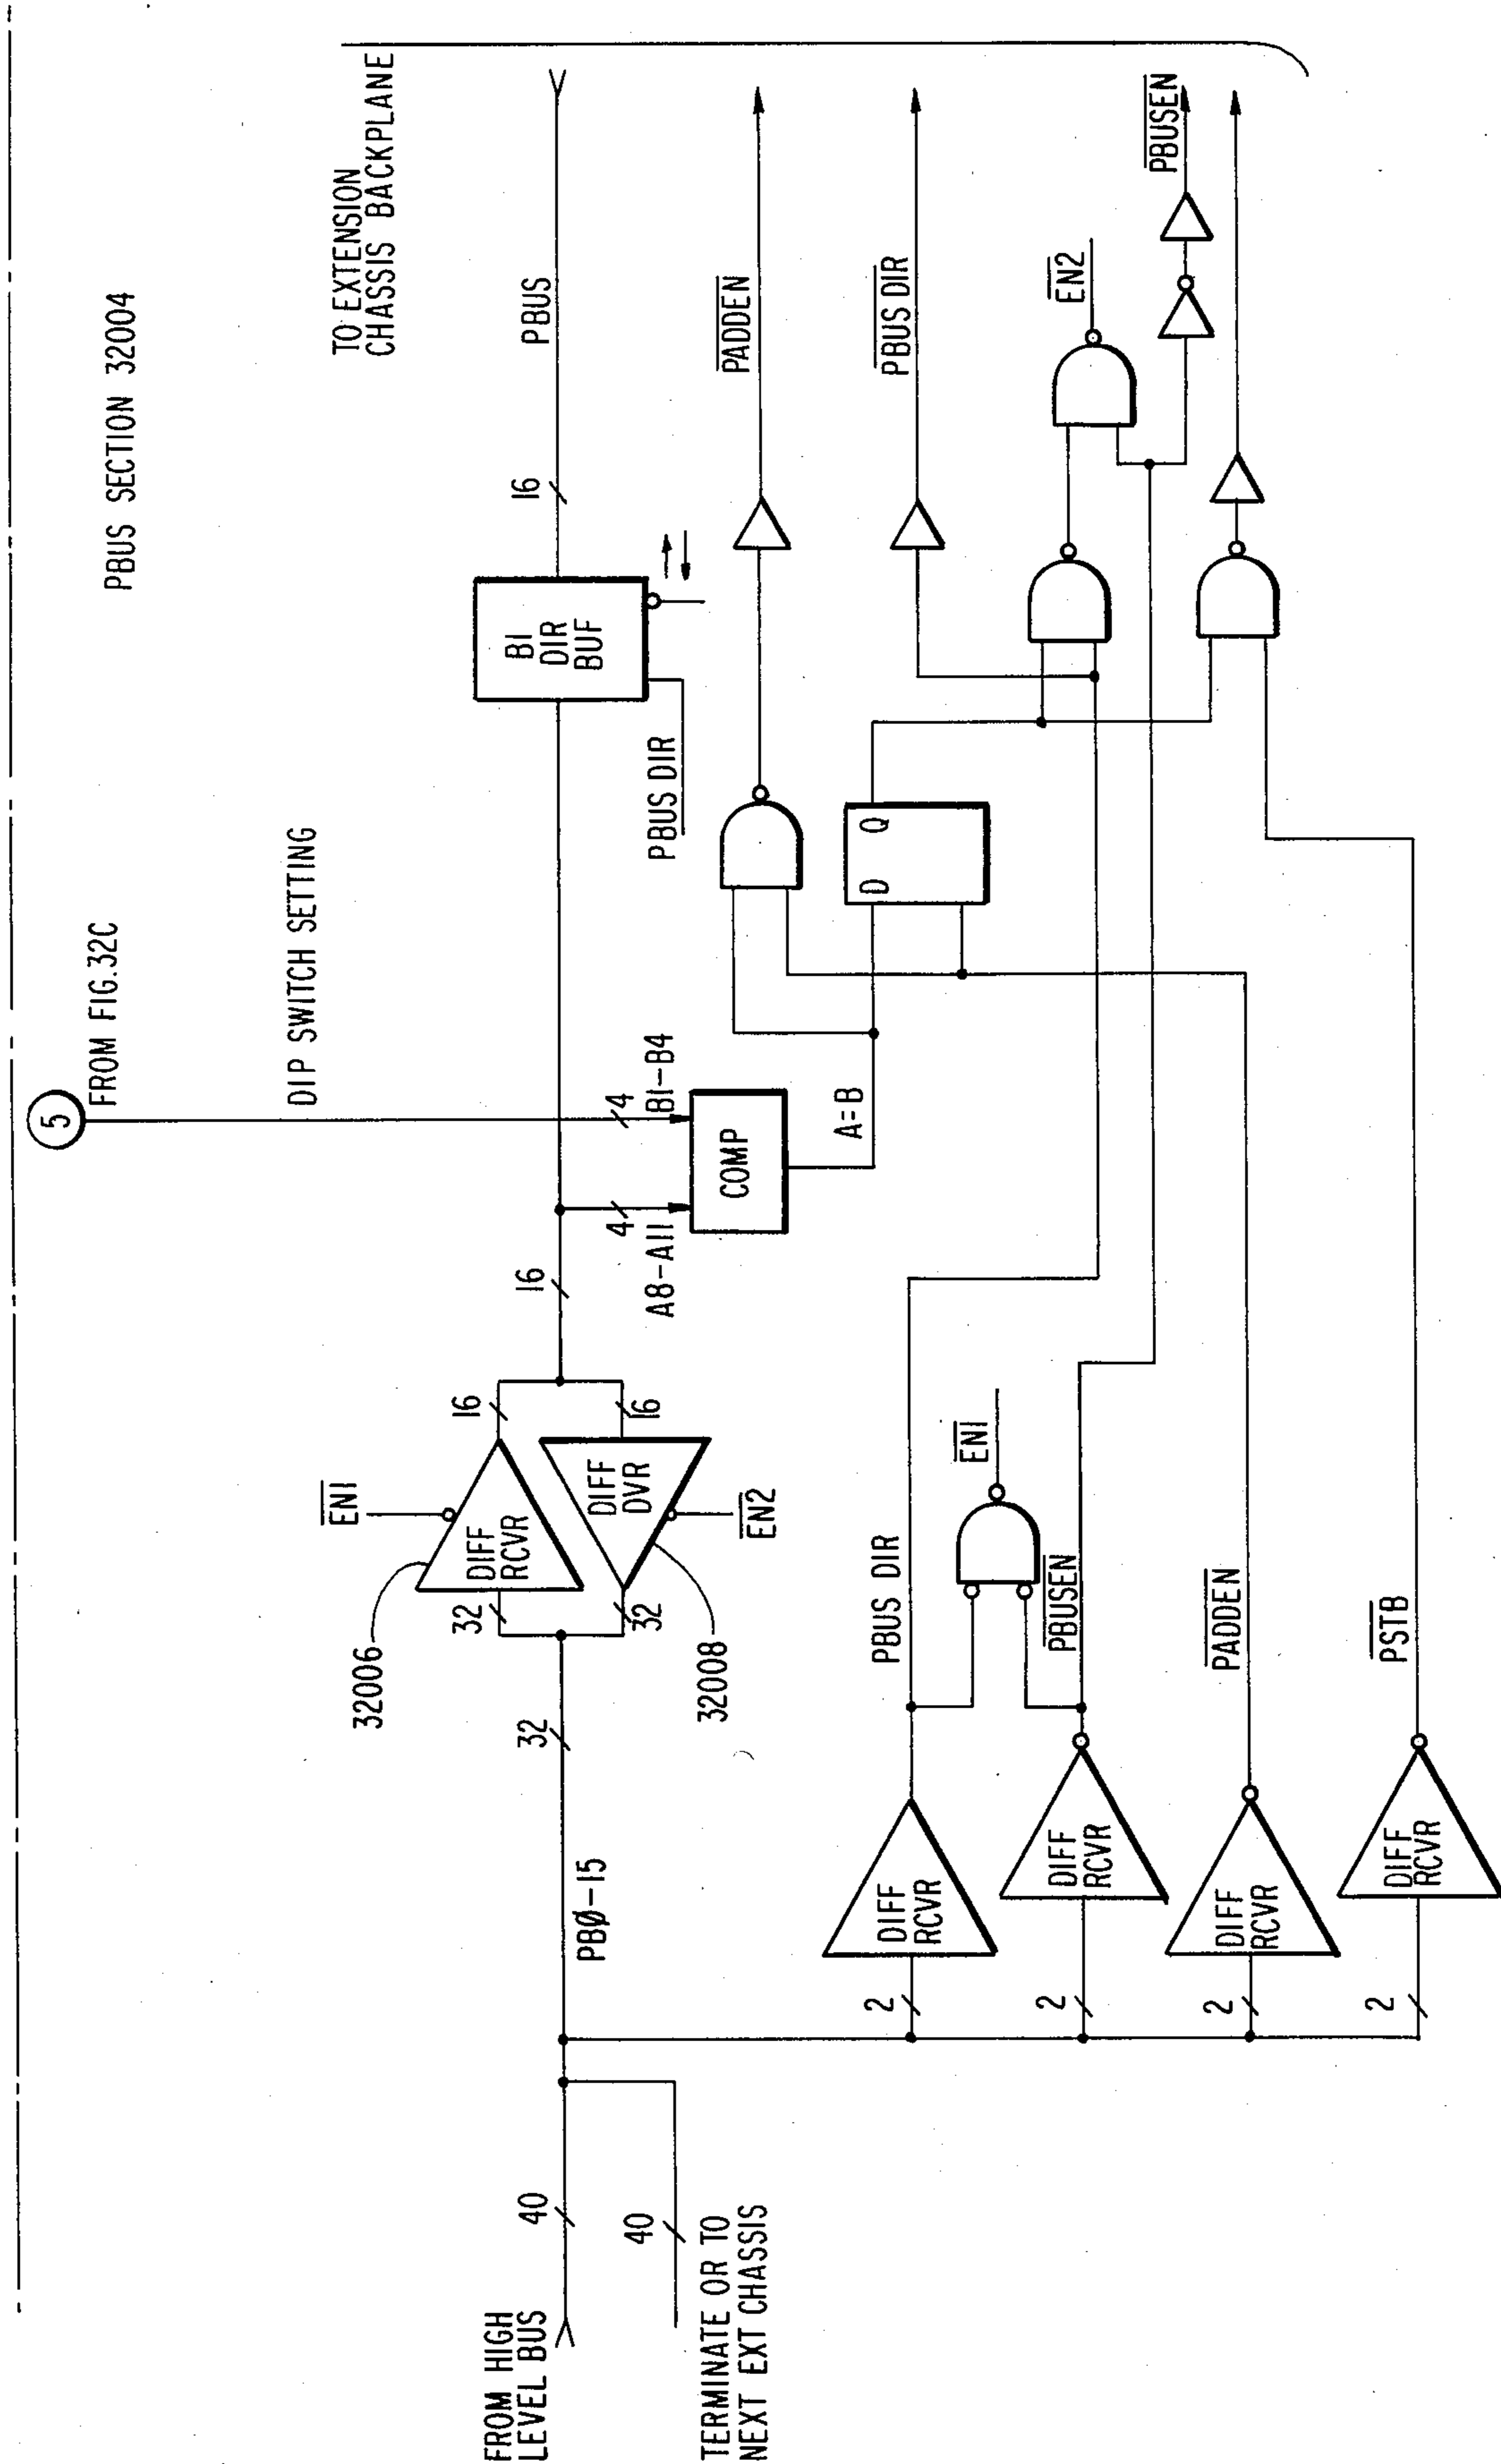 5
FROM FIG.32C
PBUS SECTION 32004
DIP SWITCH SETTING
TO EXTENSION
CHASSIS BACKPLANE
FROM HIGH
LEVEL BUS
40
40
TERMINATE OR TO
NEXT EXT CHASSIS
PBØ-15
32
32006
EN1
32
DIFF
RCVR
16
32
DIFF
DVR
16
32008
EN2
16
4
A8-A11
4
B1-B4
COMP
A=B
BI
DIR
BUF
PBUS DIR
16
PBUS
PADDEN
D Q
PBUS DIR
2
DIFF
RCVR
PBUS DIR
EN1
2
DIFF
RCVR
PBUSEN
EN2
PBUSEN
2
DIFF
RCVR
PADDEN
2
DIFF
RCVR
PSTB